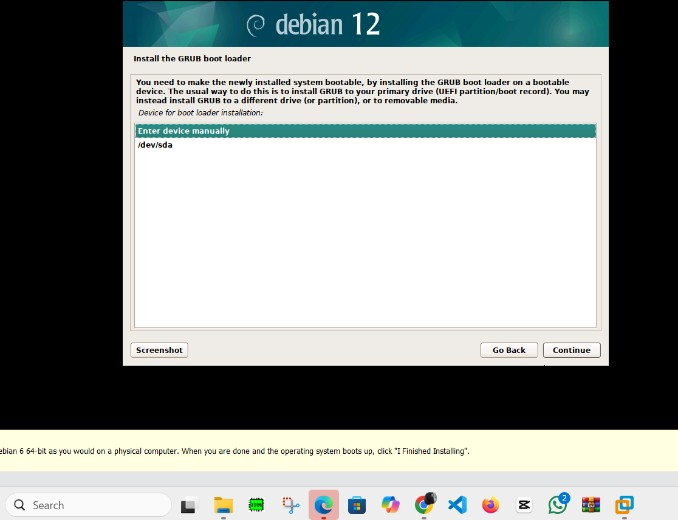 debian 12
Install the GRUB boot loader
You need to make the newly installed system bootable, by installing the GRUB boot loader on a bootable
device. The usual way to do this is to install GRUB to your primary drive (UEFI partition/boot record). You may
instead install GRUB to a different drive (or partition), or to removable media.
Device for boot loader installation:
Enter device manually
/dev/sda
Screenshot
Go Back
Continue
ebian 6 64-bit as you would on a physical computer. When you are done and the operating system boots up, click "I Finished Installing".
Search
2